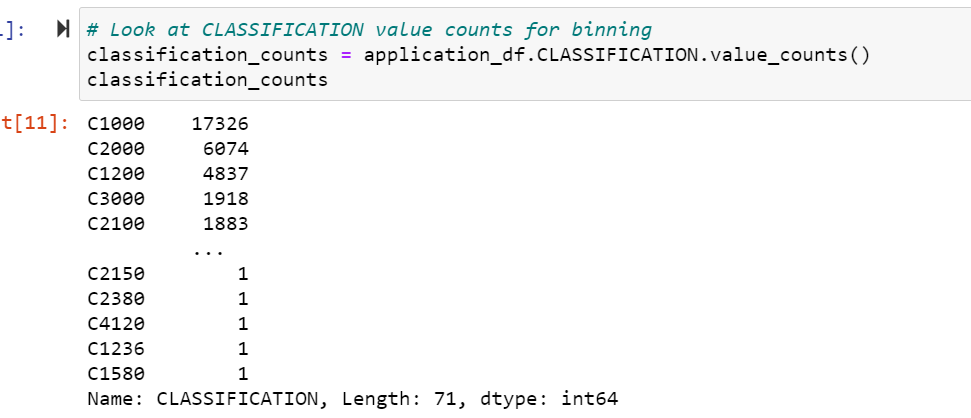 ]: # Look at CLASSIFICATION value counts for binning
classification_counts = application_df.CLASSIFICATION.value_counts()
classification_counts
t[11]: C1000 17326
C2000 6074
C1200 4837
C3000 1918
C2100 1883
...
C2150 1
C2380 1
C4120 1
C1236 1
C1580 1
Name: CLASSIFICATION, Length: 71, dtype: int64